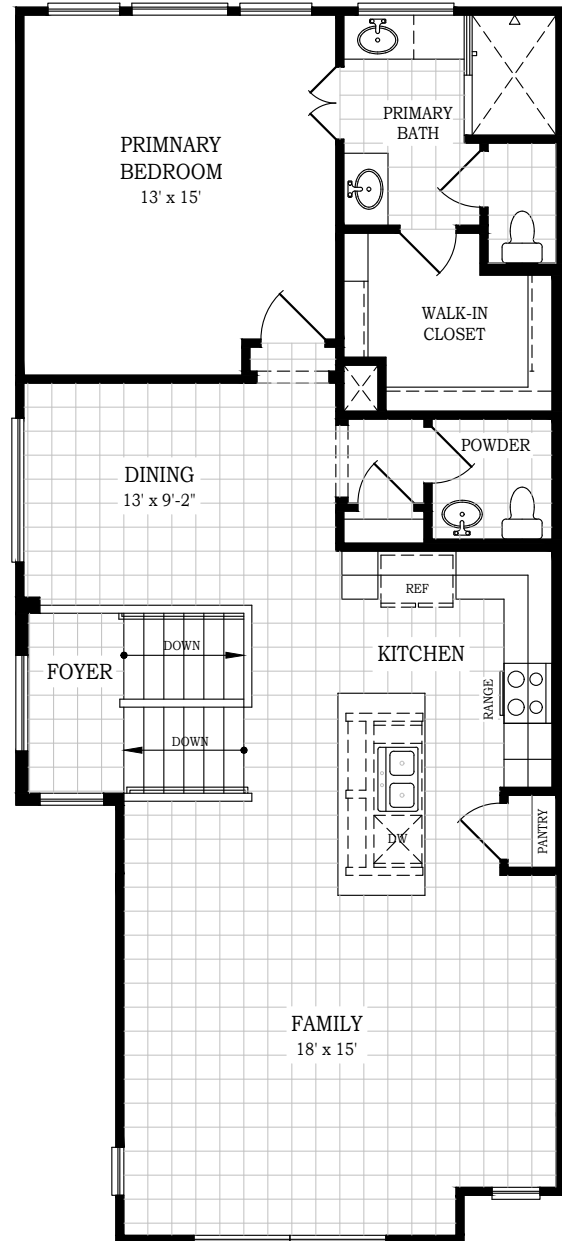 PRIMNARY
BEDROOM
13' x 15'
PRIMARY
BATH
WALK-IN
CLOSET
DINING
13' x 9'-2"
POWDER
REF
FOYER
DOWN
KITCHEN
RANGE
DOWN
DW
PANTRY
FAMILY
18' x 15'